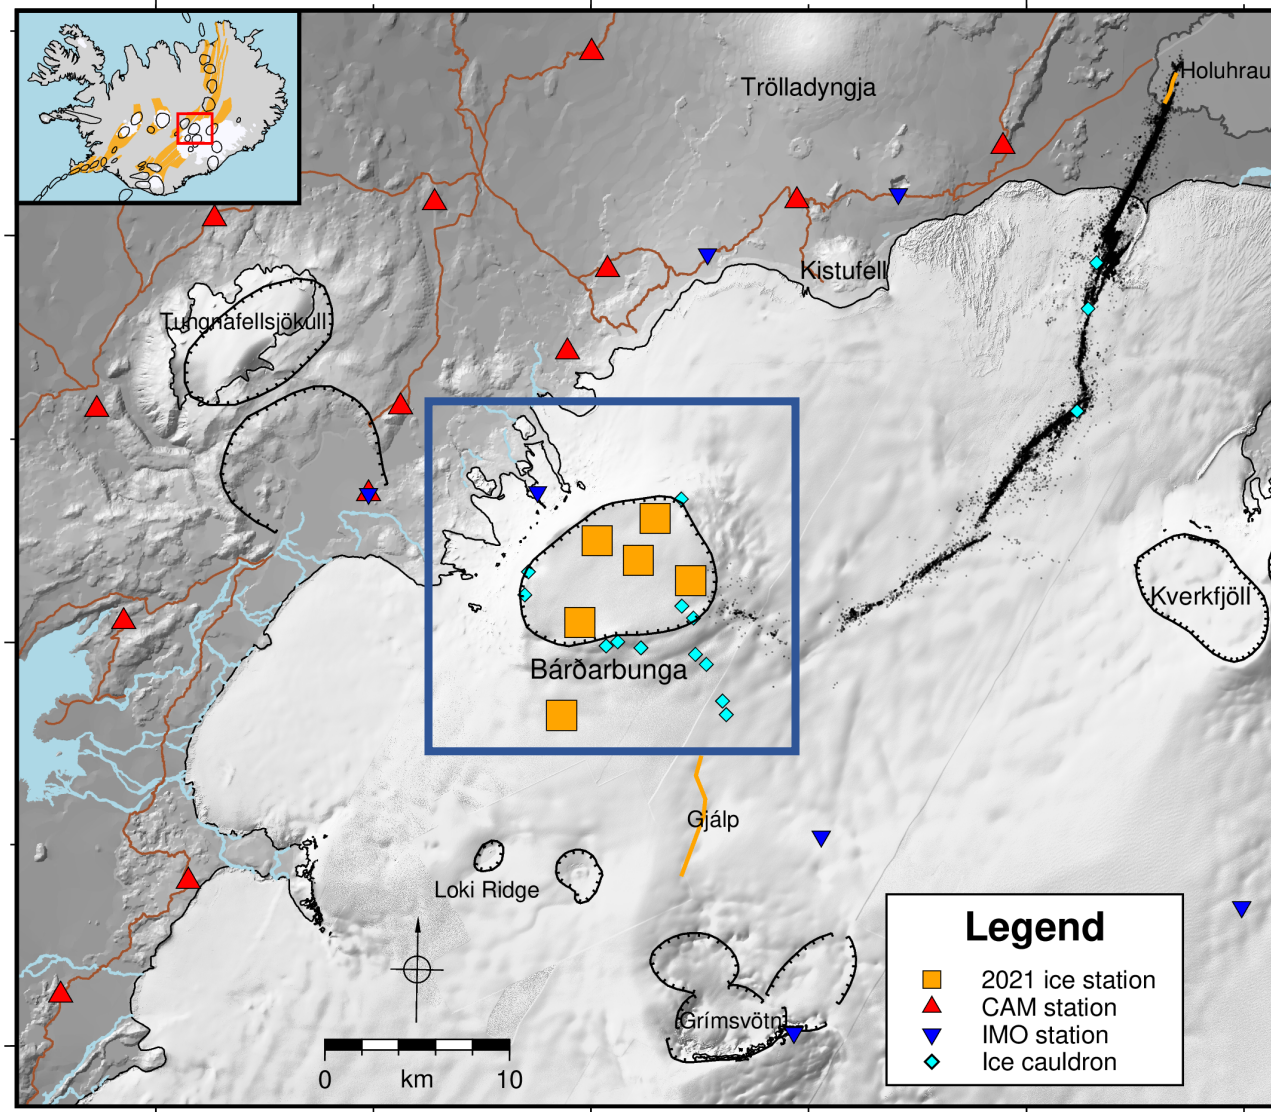 Holuhrau
Trölladyngja
Kistufell
Tungnafellsjökull
Kverkfjöll
Bárðarbunga
Gjálp
Loki Ridge
Grímsvötn
Legend
2021 ice station
CAM station
IMO station
Ice cauldron
0 km 10